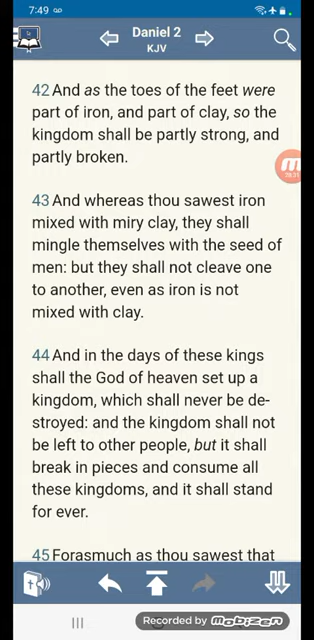 7:49
Daniel 2
KJV
42 And as the toes of the feet were
part of iron, and part of clay, so the
kingdom shall be partly strong, and
partly broken.
43 And whereas thou sawest iron
mixed with miry clay, they shall
mingle themselves with the seed of
men: but they shall not cleave one
to another, even as iron is not
mixed with clay.
44 And in the days of these kings
shall the God of heaven set up a
kingdom, which shall never be de-
stroyed: and the kingdom shall not
be left to other people, but it shall
break in pieces and consume all
these kingdoms, and it shall stand
for ever.
45 Forasmuch as thou sawest that
Recorded by mobizen